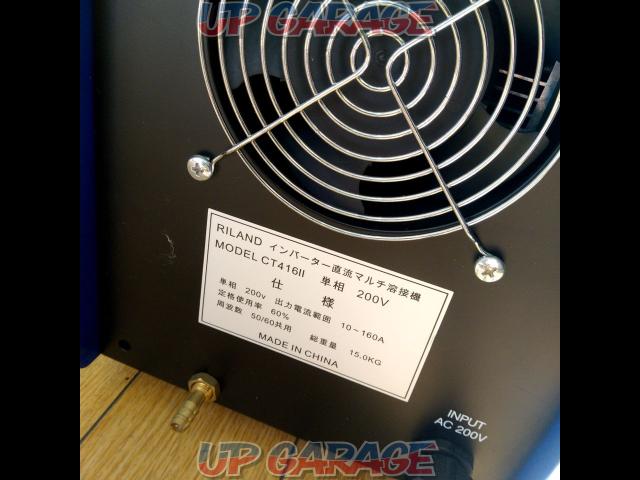 UP GARAGE
RILAND インバーター直流マルチ溶接機
MODEL CT416II 単相 200V
仕 様
単相 200v 出力電流範囲 10～160A
定格使用率 60%
周波数 50/60共用 総重量 15.0KG
MADE IN CHINA
INPUT
AC 200V
UP GARAGE